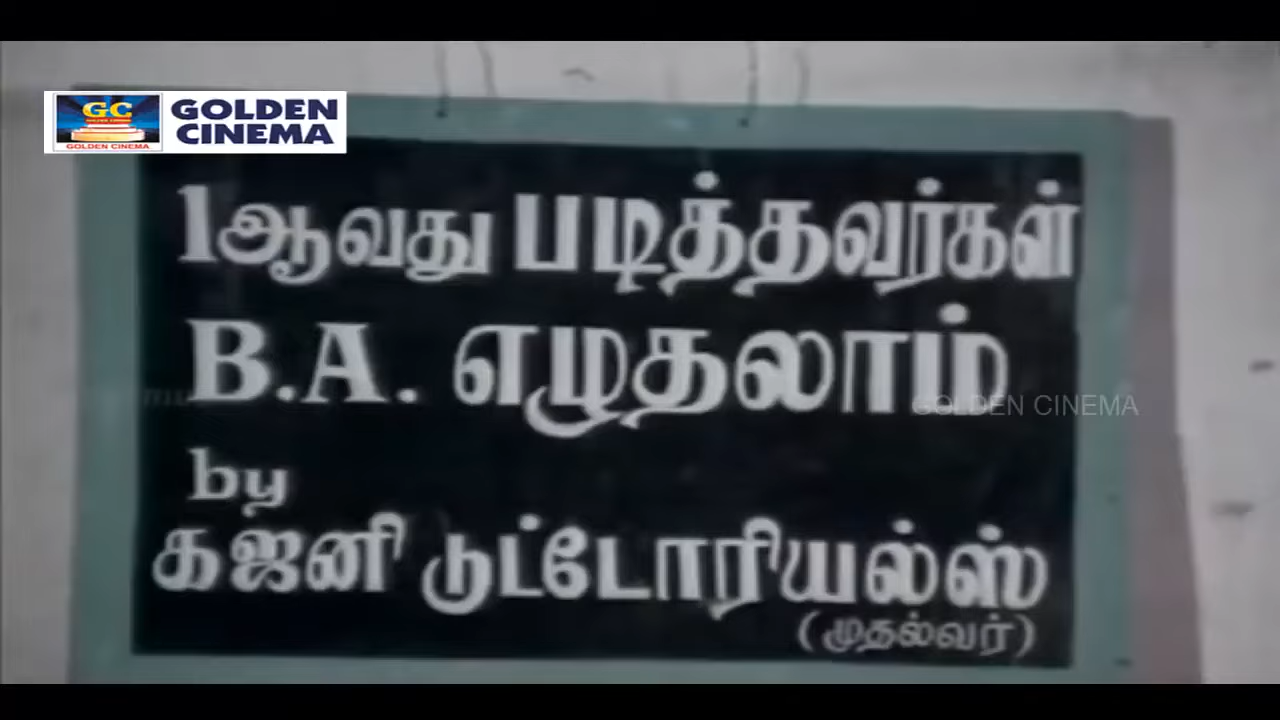 GC
GOLDEN CINEMA
GOLDEN CINEMA
1ஆவது படித்தவர்கள்
B.A. எழுதலாம்
GOLDEN CINEMA
by
கஜனி டுட்டோரியல்ஸ்
(முதல்வர்)